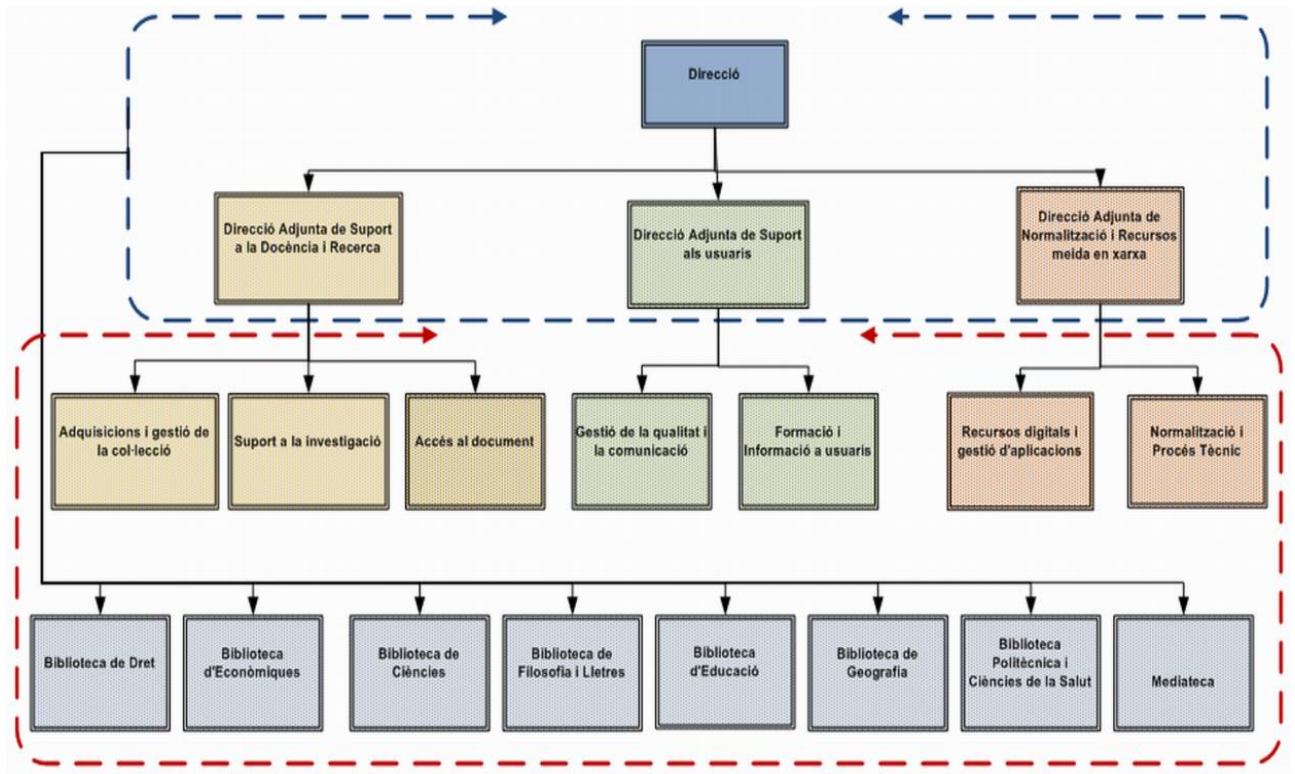 Direcció
Direcció Adjunta de Suport
a la Docència i Recerca
Direcció Adjunta de Suport
als usuaris
Direcció Adjunta de
Normalització i Recursos
meida en xarxa
Adquisicions i gestió de
la col·lecció
Suport a la investigació
Accés al document
Gestió de la qualitat i
la comunicació
Formació i
Informació a usuaris
Recursos digitals i
gestió d'aplicacions
Normalització i
Procés Tècnic
Biblioteca de Dret
Biblioteca
d'Econòmiques
Biblioteca de
Ciències
Biblioteca de
Filosofia i Lletres
Biblioteca
d'Educació
Biblioteca de
Geografia
Biblioteca
Politècnica i
Ciències de la Salut
Mediateca